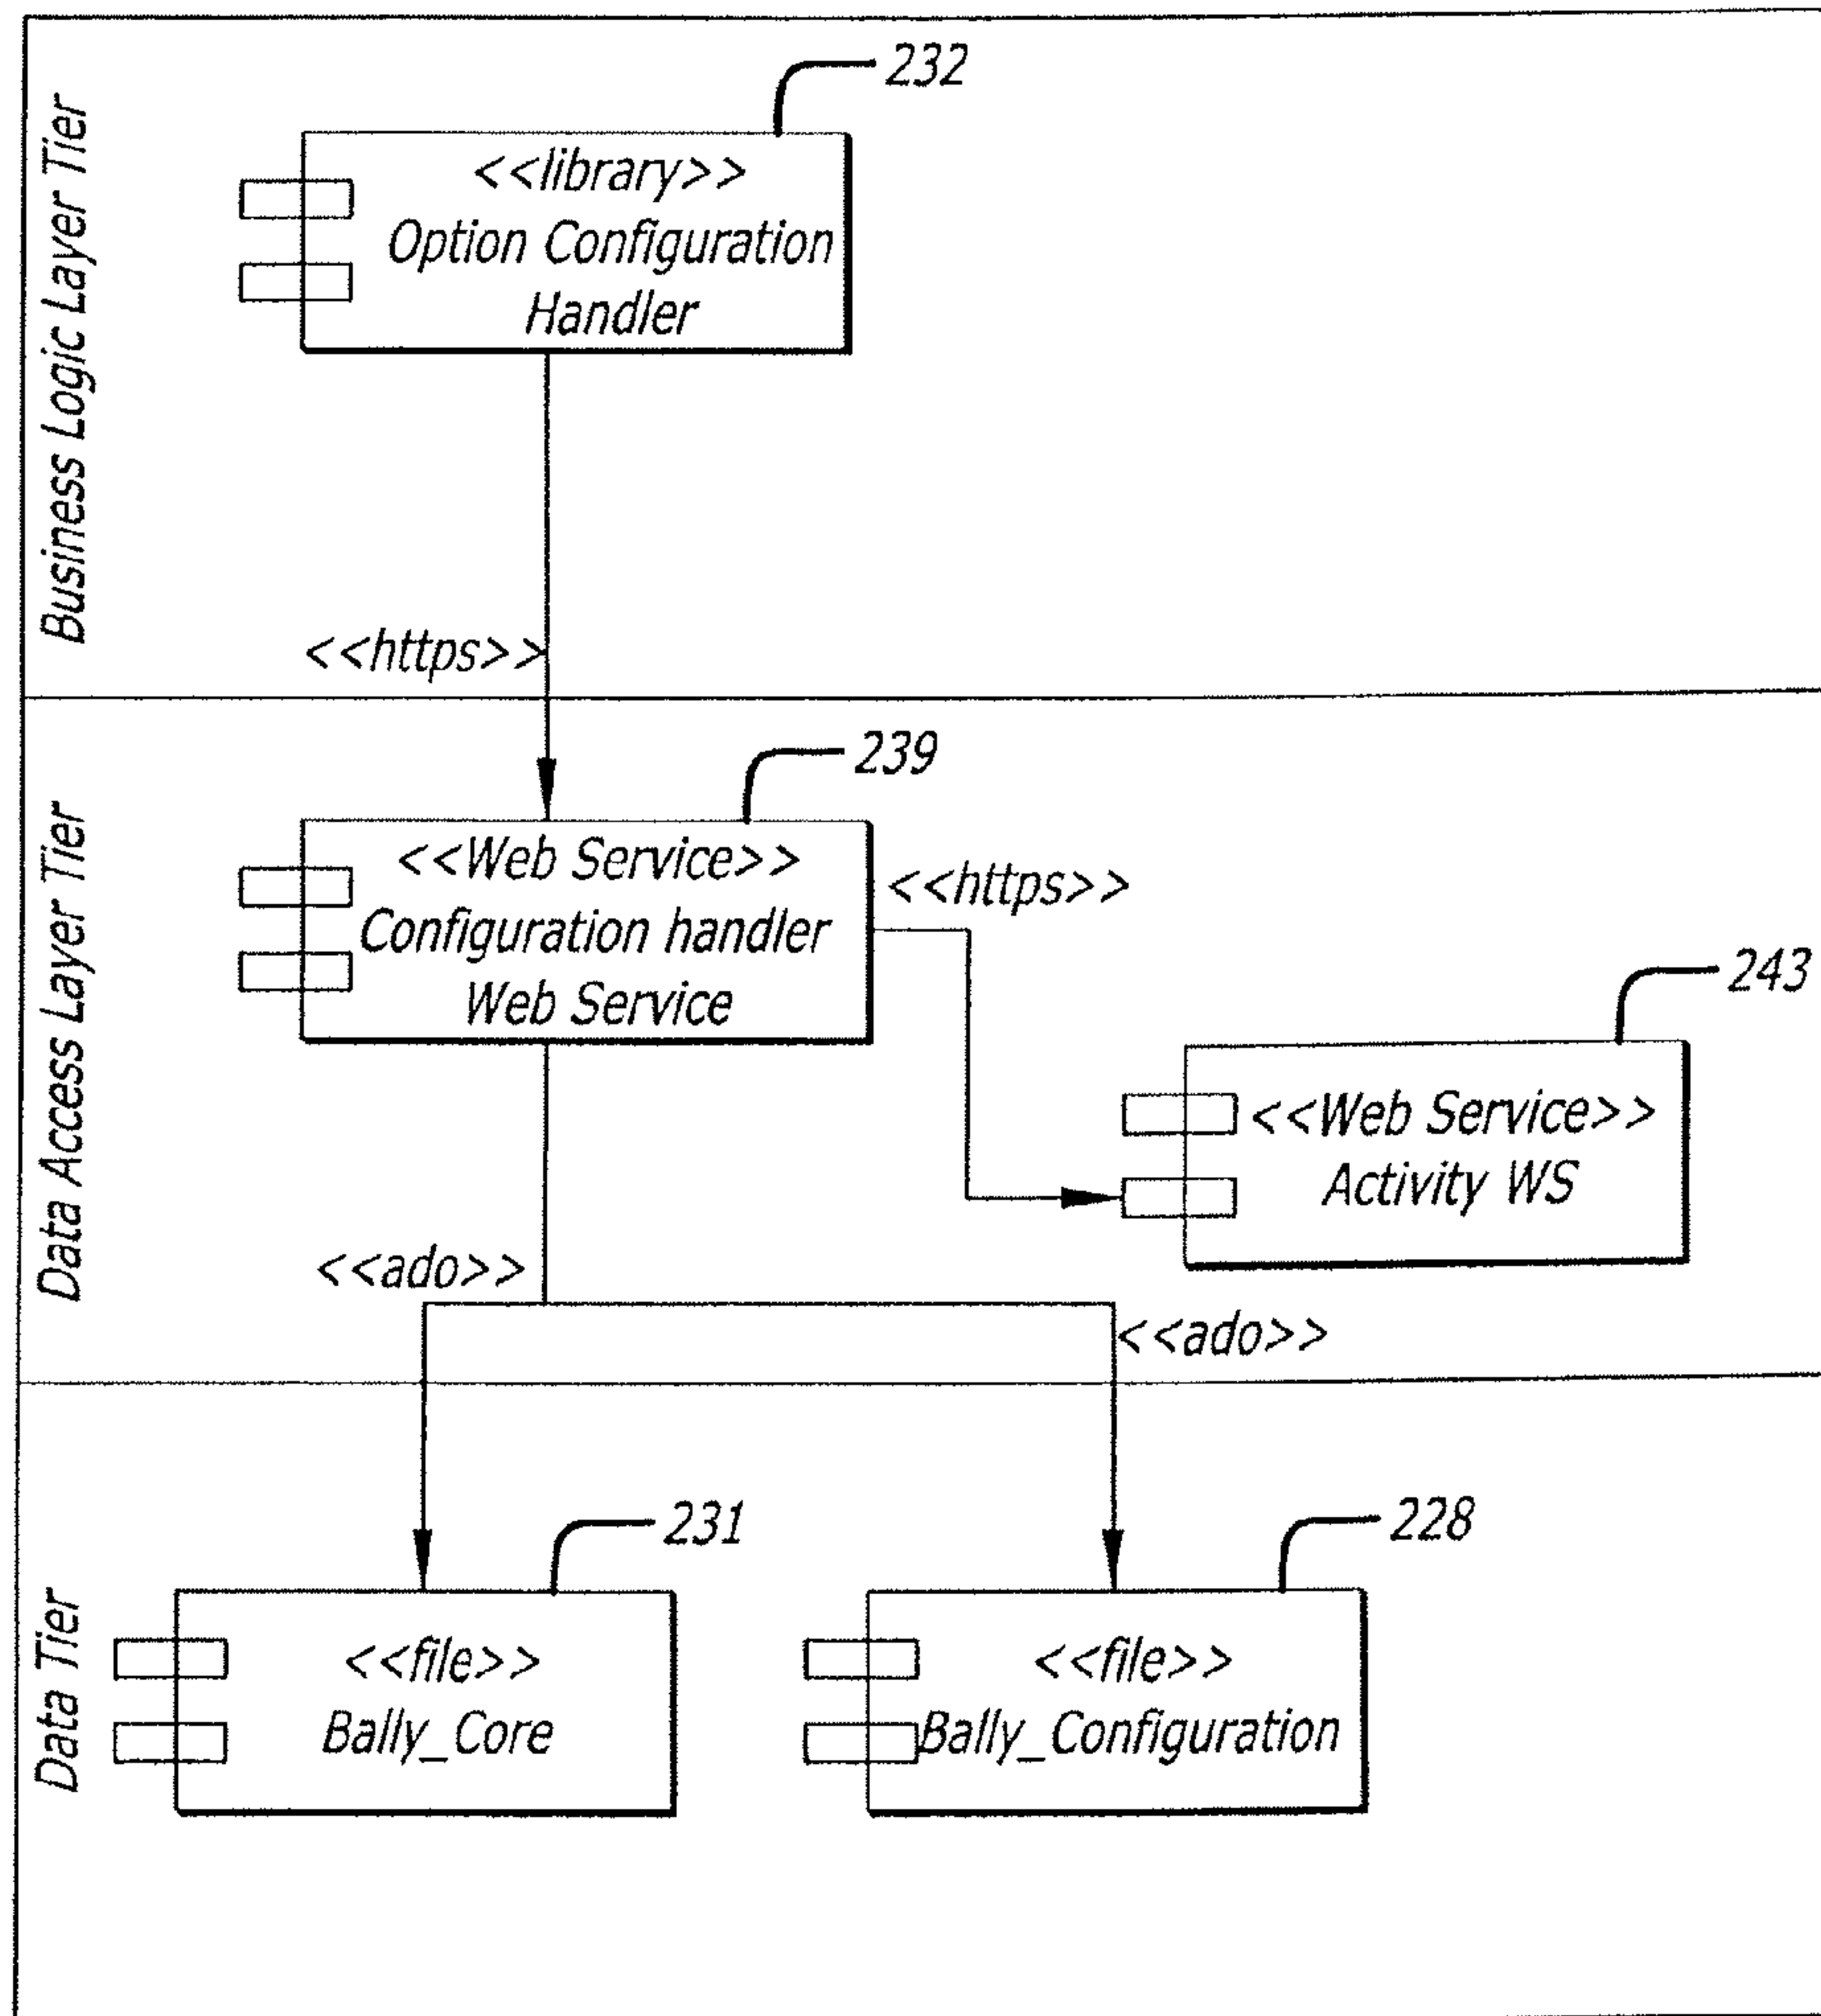 Business Logic Layer Tier
232
<<library>>
Option Configuration
Handler
<<https>>
Data Access Layer Tier
239
<<Web Service>>
Configuration handler
Web Service
<<https>>
243
<<Web Service>>
Activity WS
<<ado>>
<<ado>>
Data Tier
231
<<file>>
Bally_Core
228
<<file>>
Bally_Configuration